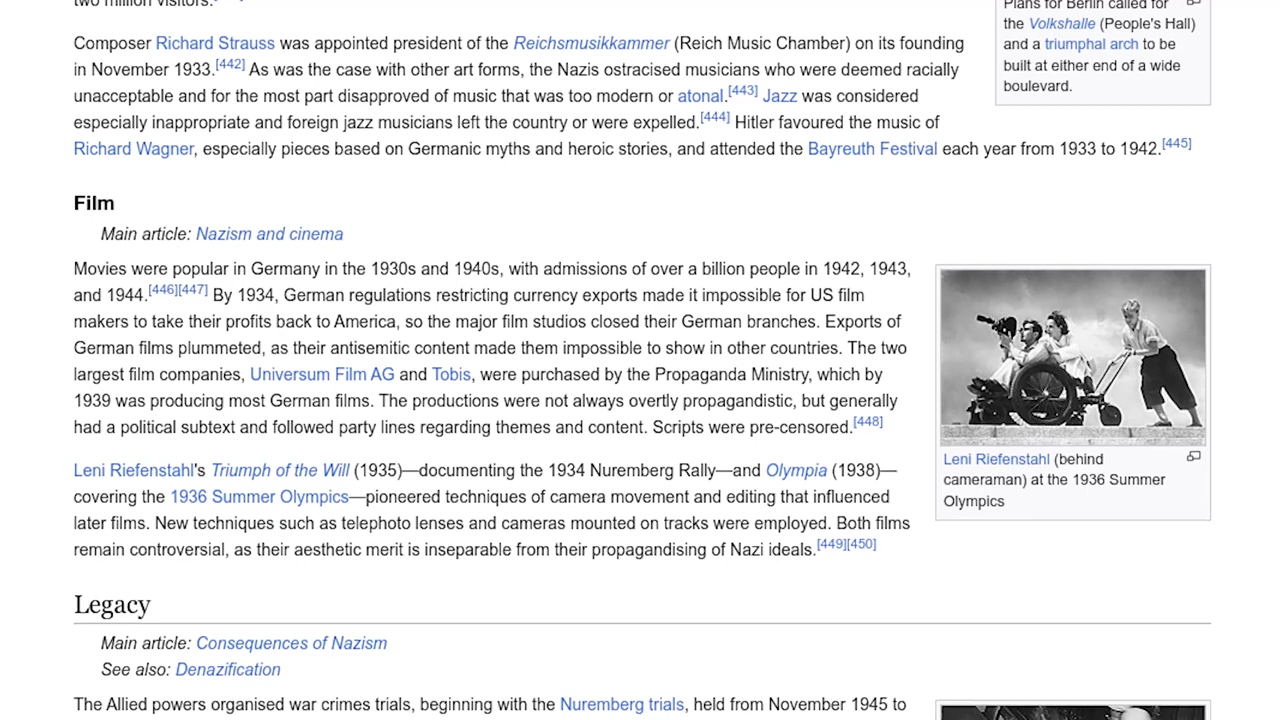 two million visitors.
Plans for Berlin called for
the Volkshalle (People's Hall)
and a triumphal arch to be
built at either end of a wide
boulevard.
Composer Richard Strauss was appointed president of the Reichsmusikkammer (Reich Music Chamber) on its founding
in November 1933.[442] As was the case with other art forms, the Nazis ostracised musicians who were deemed racially
unacceptable and for the most part disapproved of music that was too modern or atonal.[443] Jazz was considered
especially inappropriate and foreign jazz musicians left the country or were expelled.[444] Hitler favoured the music of
Richard Wagner, especially pieces based on Germanic myths and heroic stories, and attended the Bayreuth Festival each year from 1933 to 1942.[445]
Film
Main article: Nazism and cinema
Movies were popular in Germany in the 1930s and 1940s, with admissions of over a billion people in 1942, 1943,
and 1944.[446][447] By 1934, German regulations restricting currency exports made it impossible for US film
makers to take their profits back to America, so the major film studios closed their German branches. Exports of
German films plummeted, as their antisemitic content made them impossible to show in other countries. The two
largest film companies, Universum Film AG and Tobis, were purchased by the Propaganda Ministry, which by
1939 was producing most German films. The productions were not always overtly propagandistic, but generally
had a political subtext and followed party lines regarding themes and content. Scripts were pre-censored.[448]
Leni Riefenstahl's Triumph of the Will (1935)—documenting the 1934 Nuremberg Rally—and Olympia (1938)—
covering the 1936 Summer Olympics—pioneered techniques of camera movement and editing that influenced
later films. New techniques such as telephoto lenses and cameras mounted on tracks were employed. Both films
remain controversial, as their aesthetic merit is inseparable from their propagandising of Nazi ideals.[449][450]
Leni Riefenstahl (behind
cameraman) at the 1936 Summer
Olympics
Legacy
Main article: Consequences of Nazism
See also: Denazification
The Allied powers organised war crimes trials, beginning with the Nuremberg trials, held from November 1945 to